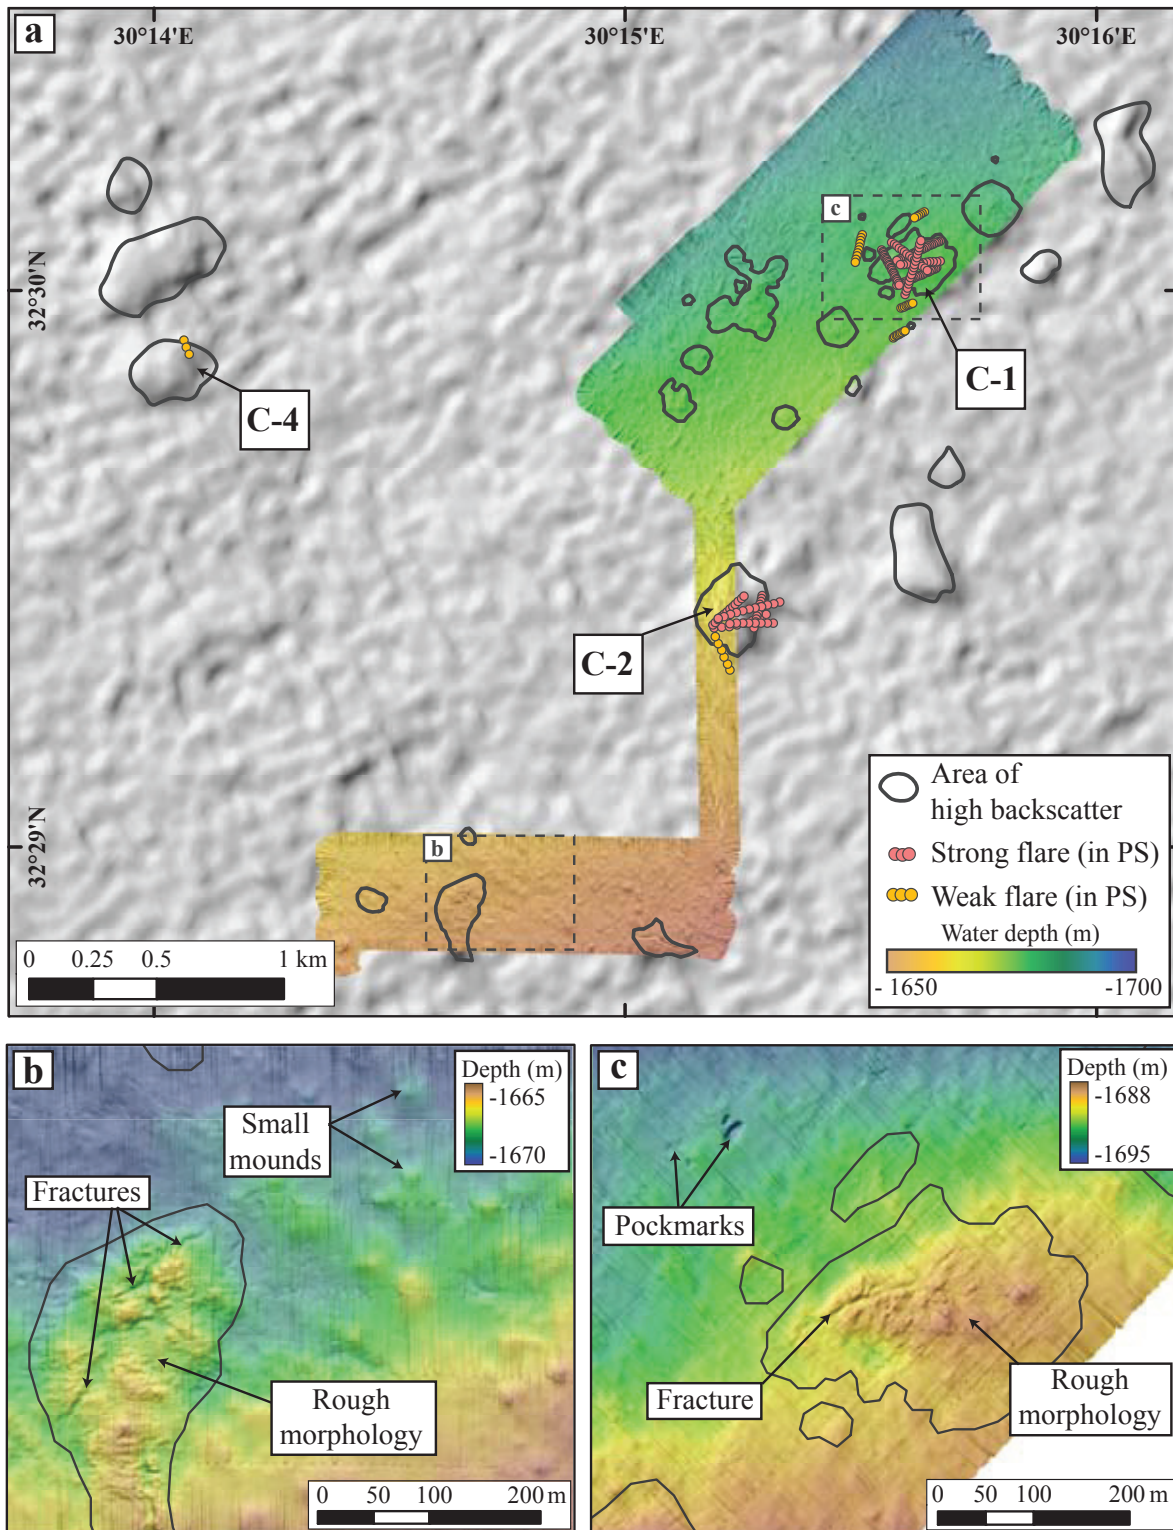 a
30°14'E
30°15'E
30°16'E
32°30'N
32°29'N
c
C-1
C-4
C-2
b
Area of
high backscatter
Strong flare (in PS)
Weak flare (in PS)
Water depth (m)
- 1650
-1700
0
0.25
0.5
1 km
b
Depth (m)
-1665
-1670
Small
mounds
Fractures
Rough
morphology
0
50
100
200 m
c
Depth (m)
-1688
-1695
Pockmarks
Fracture
Rough
morphology
0
50
100
200 m